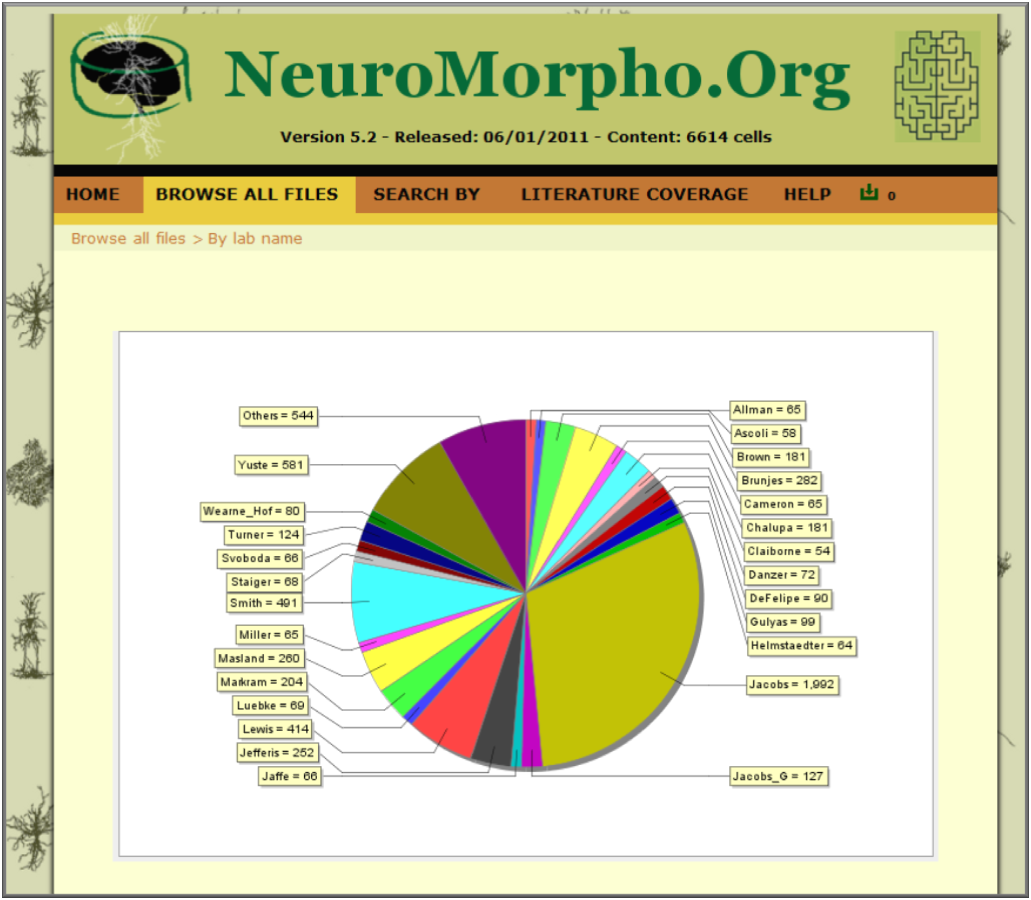 NeuroMorpho.Org
Version 5.2 - Released: 06/01/2011 - Content: 6614 cells
HOME BROWSE ALL FILES SEARCH BY LITERATURE COVERAGE HELP 0
Browse all files > By lab name
Others = 544
Yuste = 581
Wearne_Hof = 80
Turner = 124
Svoboda = 66
Staiger = 68
Smith = 491
Miller = 65
Masland = 260
Markram = 204
Luebke = 69
Lewis = 414
Jefferis = 252
Jaffe = 66
Allman = 65
Ascoli = 58
Brown = 181
Brunjes = 282
Cameron = 65
Chalupa = 181
Claiborne = 54
Danzer = 72
DeFelipe = 90
Gulyas = 99
Helmstaedter = 64
Jacobs = 1,992
Jacobs_G = 127